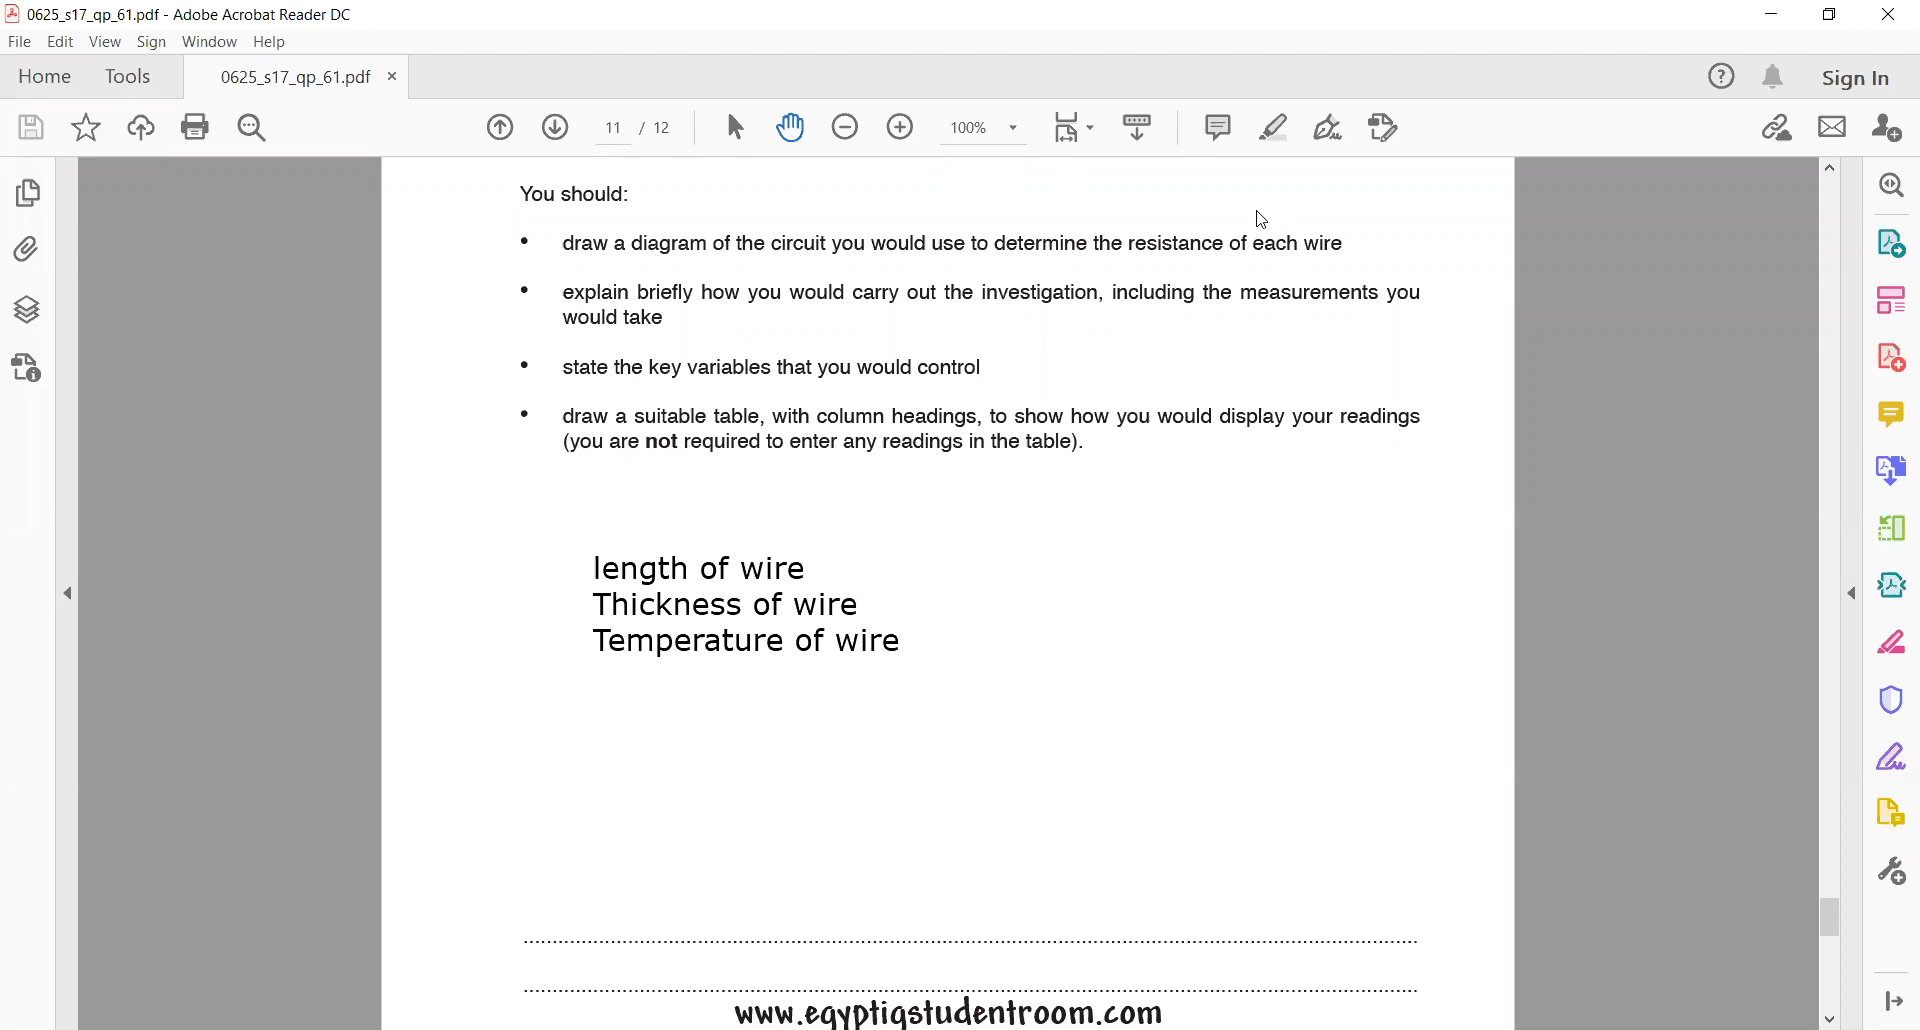 0625_s17_qp_61.pdf - Adobe Acrobat Reader DC
File Edit View Sign Window Help
Home Tools 0625_s17_qp_61.pdf × Sign In
11 / 12 100%
You should:
• draw a diagram of the circuit you would use to determine the resistance of each wire
• explain briefly how you would carry out the investigation, including the measurements you
would take
• state the key variables that you would control
• draw a suitable table, with column headings, to show how you would display your readings
(you are not required to enter any readings in the table).
length of wire
Thickness of wire
Temperature of wire
www.egyptigstudentroom.com